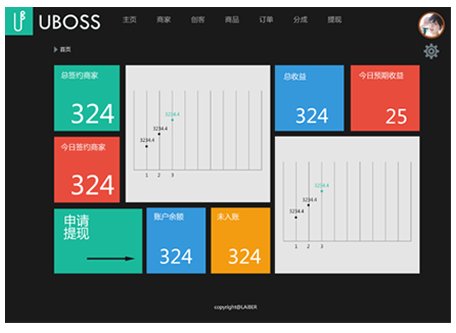 UBOSS
主页 商家 创客 商品 订单 分成 提现
首页
总签约商家
324
今日签约商家
324
申请
提现
3234.4
3234.4
3234.4
1 2 3
账户余额
324
未入账
324
总收益
324
今日预期收益
25
3234.4
3234.4
3234.4
1 2 3
copyright@LAIBER